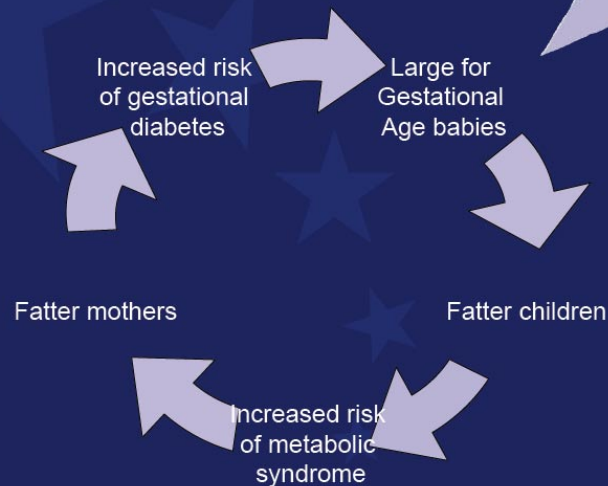 Increased risk
of gestational
diabetes
Large for
Gestational
Age babies
Fatter children
Increased risk
of metabolic
syndrome
Fatter mothers